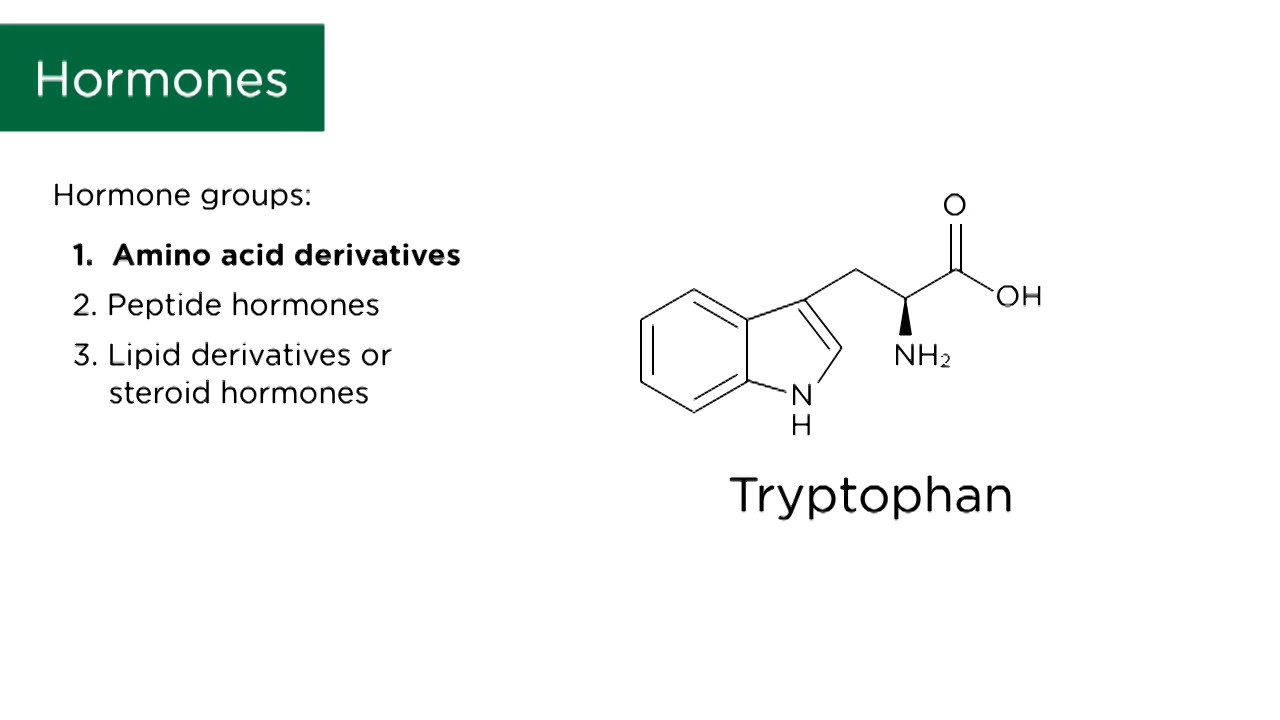 Hormones
Hormone groups:
1. Amino acid derivatives
2. Peptide hormones
3. Lipid derivatives or
steroid hormones
O
OH
NH₂
N
H
Tryptophan